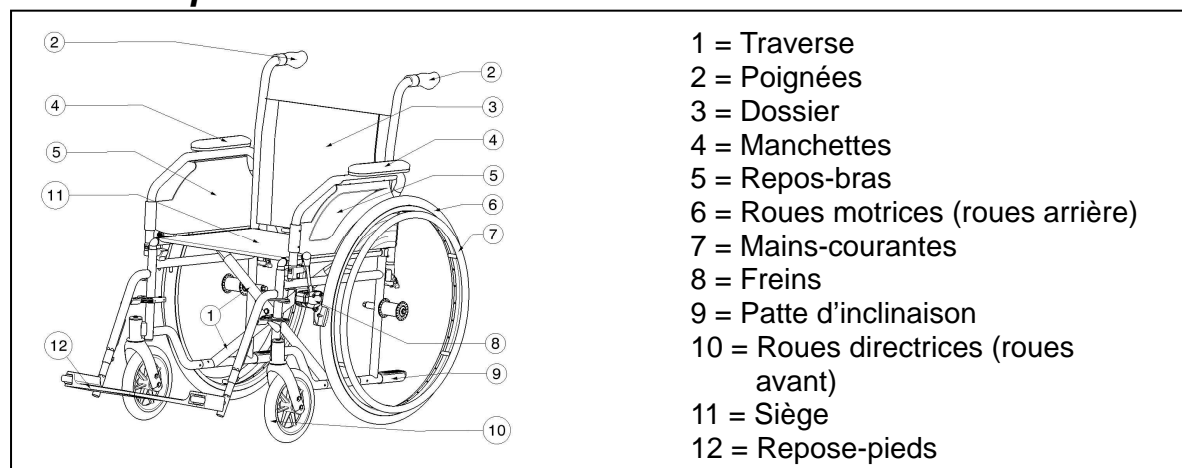 2
2
4
3
4
5
5
11
6
7
1
12
8
9
10
1 = Traverse
2 = Poignées
3 = Dossier
4 = Manchettes
5 = Repos-bras
6 = Roues motrices (roues arrière)
7 = Mains-courantes
8 = Freins
9 = Patte d’inclinaison
10 = Roues directrices (roues
avant)
11 = Siège
12 = Repose-pieds